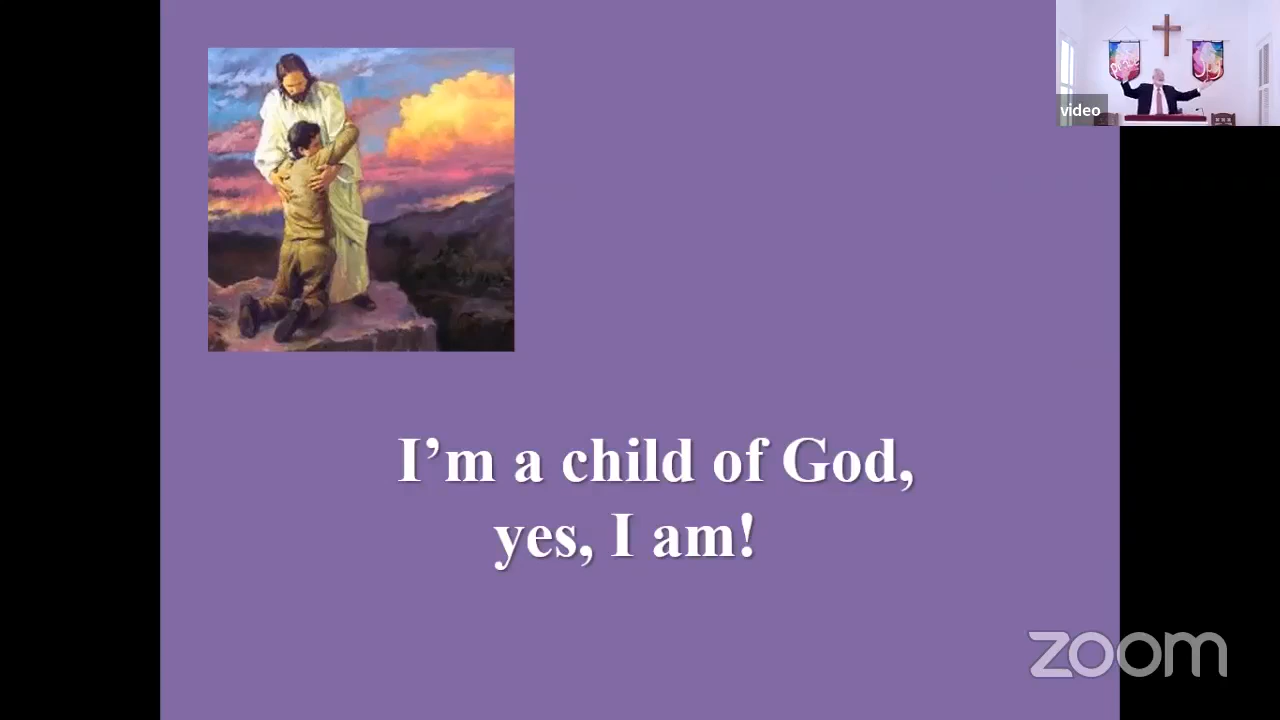 video
I'm a child of God,
yes, I am!
zoom